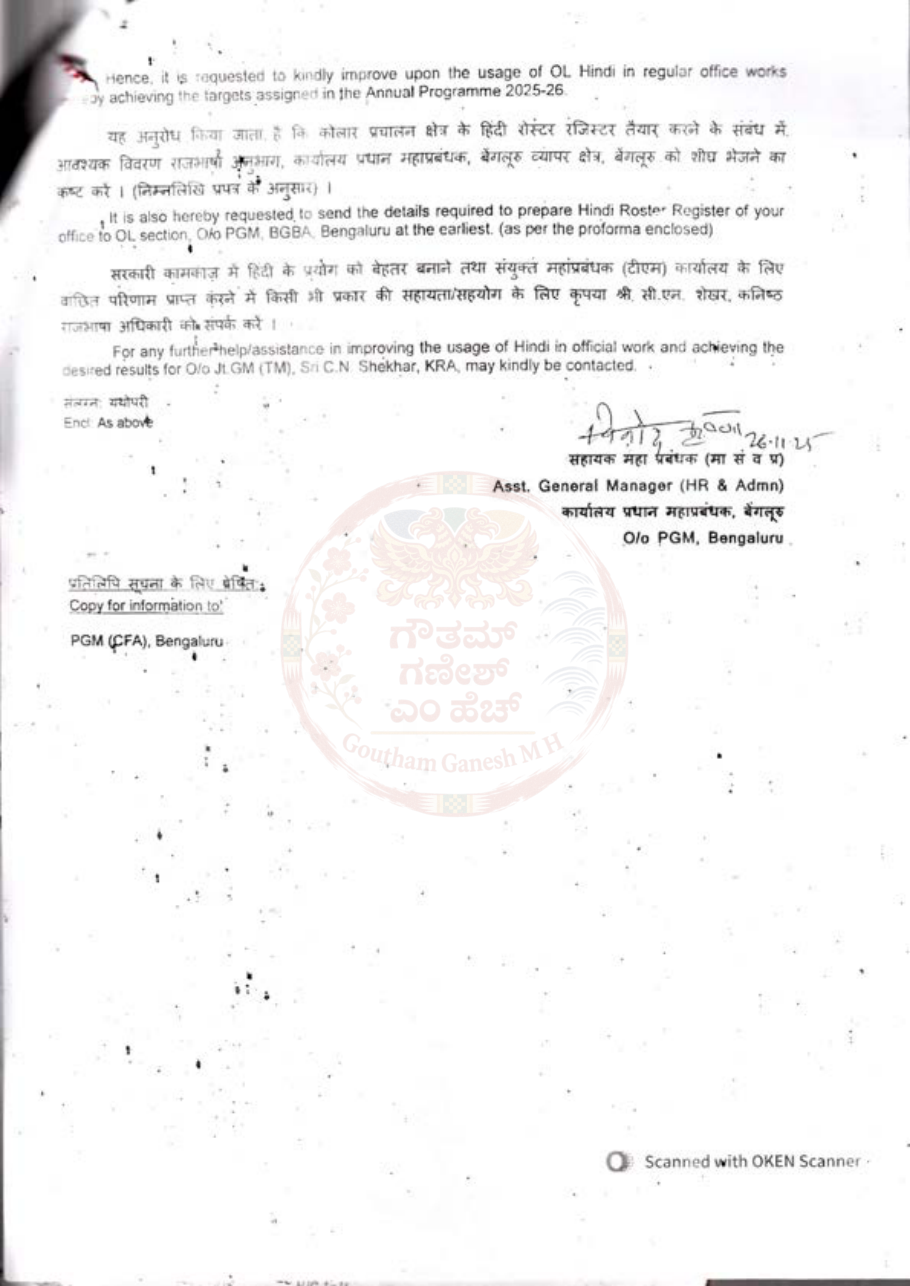 Hence, it is requested to kindly improve upon the usage of OL Hindi in regular office works
by achieving the targets assigned in the Annual Programme 2025-26.
यह अनुरोध किया जाता है कि कोलार प्रचालन क्षेत्र के हिंदी रोस्टर रजिस्टर तैयार करने के संबंध में,
आवश्यक विवरण राजभाषा अनुभाग, कार्यालय प्रधान महाप्रबंधक, बेंगलूरु व्यापर क्षेत्र, बेंगलूरु को शीघ्र भेजने का
कष्ट करें । (निम्नलिखि प्रपत्र के अनुसार) ।
It is also hereby requested to send the details required to prepare Hindi Roster Register of your
office to OL section, O/o PGM, BGBA, Bengaluru at the earliest. (as per the proforma enclosed)
सरकारी कामकाज में हिंदी के प्रयोग को बेहतर बनाने तथा संयुक्त महाप्रबंधक (टीएम) कार्यालय के लिए
वांछित परिणाम प्राप्त करने में किसी भी प्रकार की सहायता/सहयोग के लिए कृपया श्री. सी.एन. शेखर, कनिष्ठ
राजभाषा अधिकारी को संपर्क करें ।
For any further help/assistance in improving the usage of Hindi in official work and achieving the
desired results for O/o Jt.GM (TM), Sri C.N. Shekhar, KRA, may kindly be contacted.
संलग्न: यथोपरी
Encl: As above
26.11.25
सहायक महा प्रबंधक (मा सं व प्र)
Asst. General Manager (HR & Admn)
कार्यालय प्रधान महाप्रबंधक, बेंगलूरु
O/o PGM, Bengaluru
प्रतिलिपि सूचना के लिए प्रेषित:
Copy for information to:
PGM (CFA), Bengaluru
ಗೌತಮ್
ಗಣೇಶ್
ಎಂ ಹೆಚ್
Goutham Ganesh M H
Scanned with OKEN Scanner